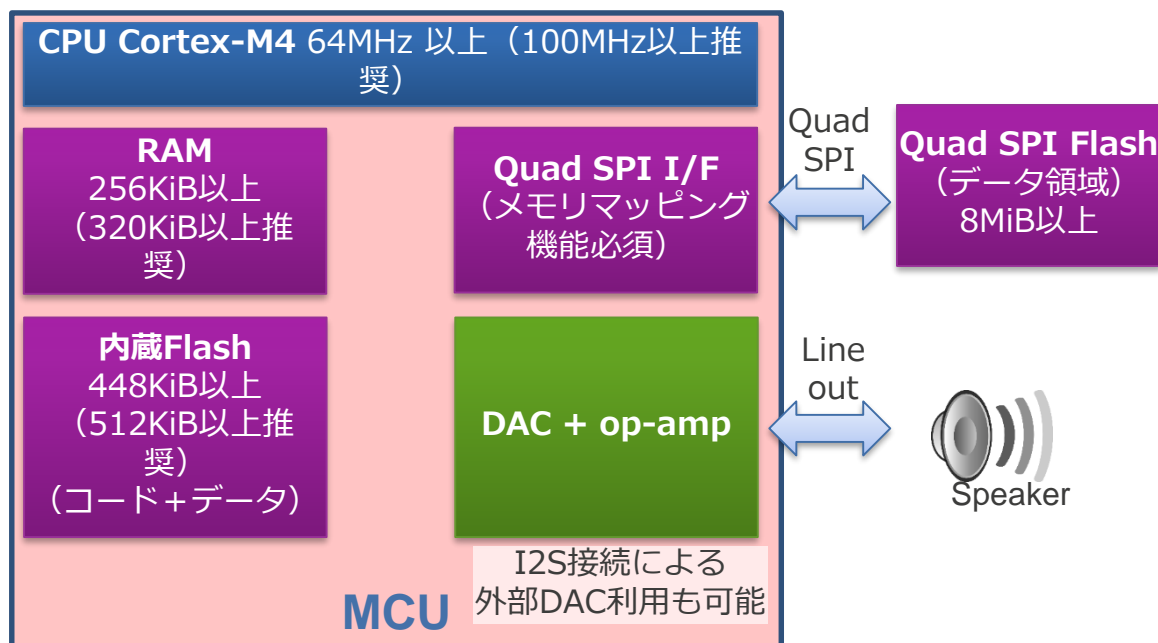 CPU Cortex-M4 64MHz 以上（100MHz以上推
奨）
RAM
256KiB以上
（320KiB以上推
奨）
Quad SPI I/F
（メモリマッピング
機能必須）
Quad
SPI
Quad SPI Flash
（データ領域）
8MiB以上
内蔵Flash
448KiB以上
（512KiB以上推
奨）
（コード＋データ）
DAC + op-amp
Line
out
Speaker
I2S接続による
外部DAC利用も可能
MCU